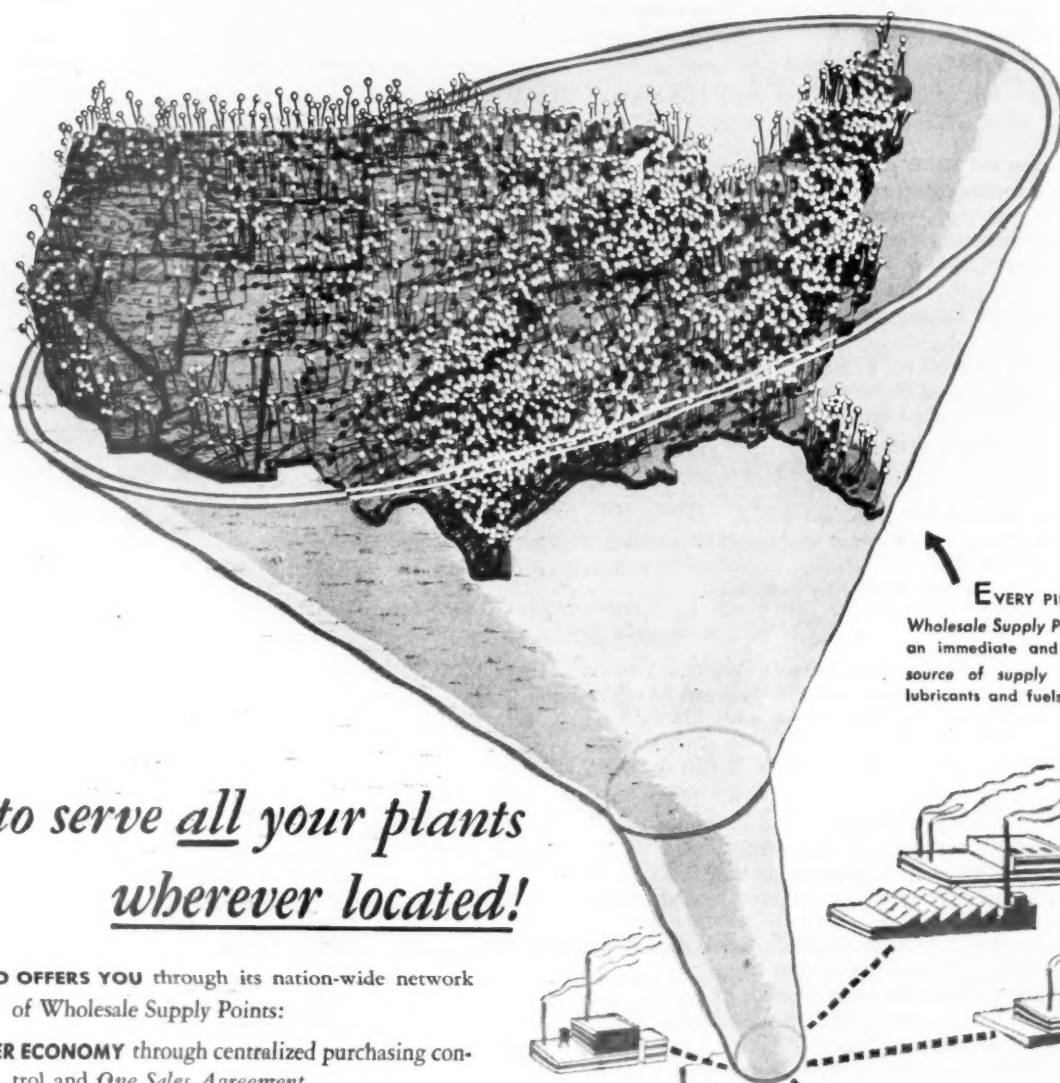 EVERY
Wholesale Supply
an immediate and
source of supply
lubricants and fuels
to serve all your plants
wherever located!
OFFERS YOU through its nation-wide network
of Wholesale Supply Points:
ECONOMY through centralized purchasing con-
trol and One Sales Agreement